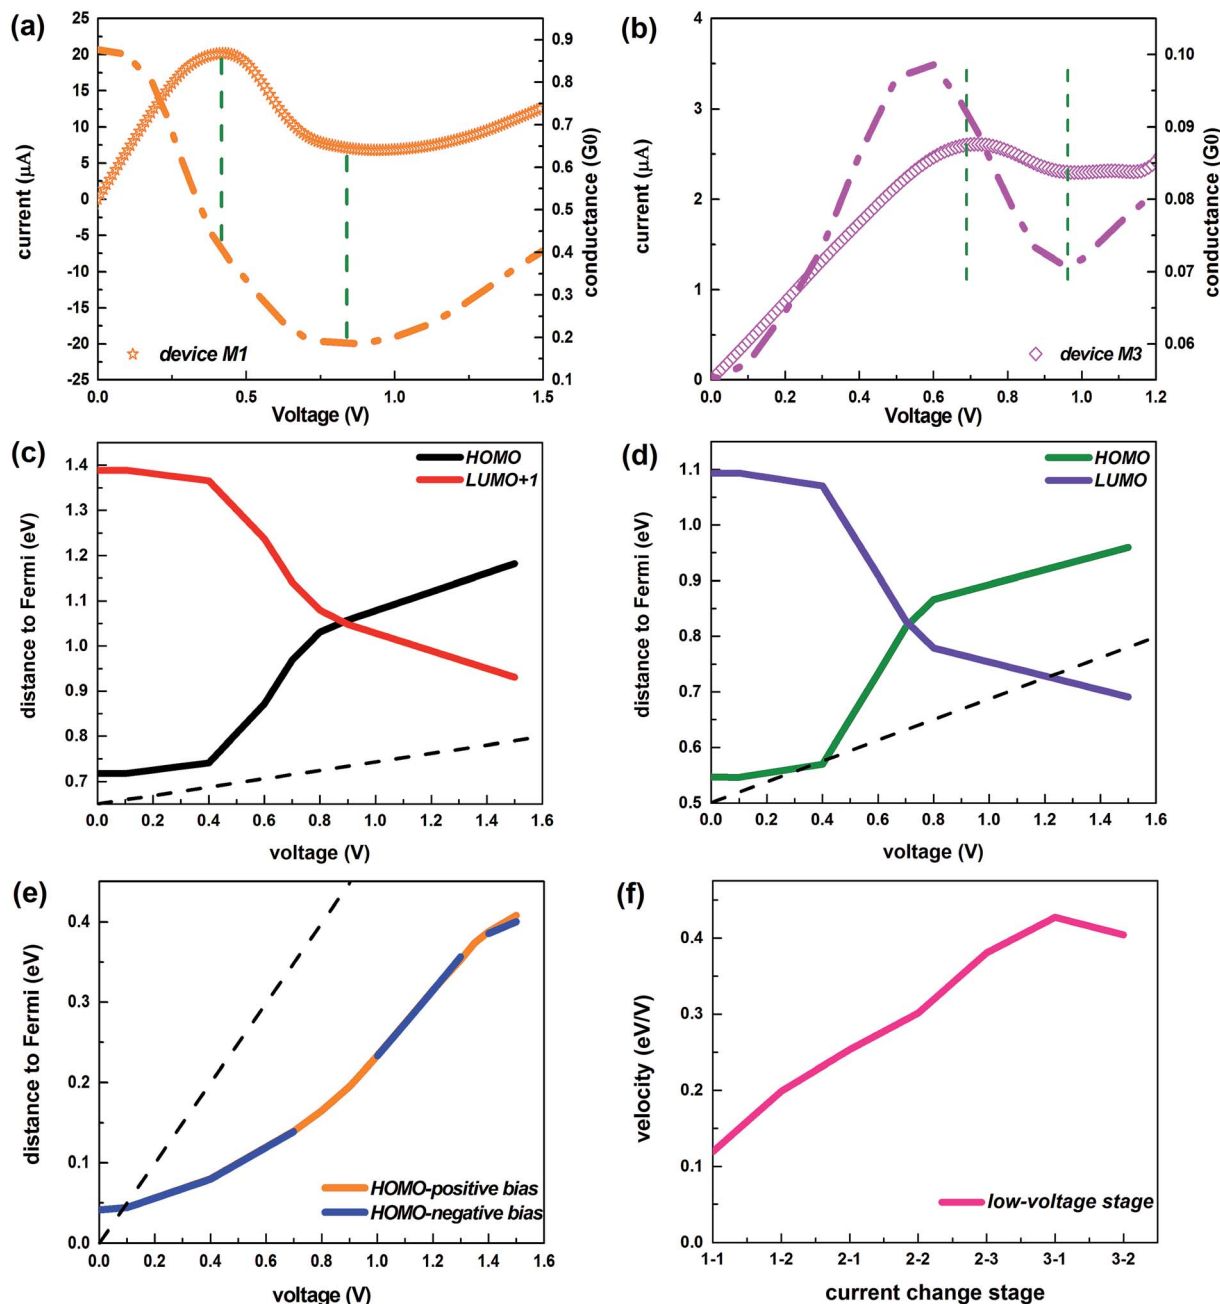 (a)
25
20
15
10
5
0
-5
-10
-15
-20
-25
current (μA)
0.9
0.8
0.7
0.6
0.5
0.4
0.3
0.2
0.1
conductance (G0)
device M1
0.0 0.5 1.0 1.5
Voltage (V)
(b)
4
3
2
1
0
current (μA)
0.10
0.09
0.08
0.07
0.06
conductance (G0)
device M3
0.0 0.2 0.4 0.6 0.8 1.0 1.2
Voltage (V)
(c)
1.4
1.3
1.2
1.1
1.0
0.9
0.8
0.7
distance to Fermi (eV)
HOMO
LUMO+1
0.0 0.2 0.4 0.6 0.8 1.0 1.2 1.4 1.6
voltage (V)
(d)
1.1
1.0
0.9
0.8
0.7
0.6
0.5
distance to Fermi (eV)
HOMO
LUMO
0.0 0.2 0.4 0.6 0.8 1.0 1.2 1.4 1.6
voltage (V)
(e)
0.4
0.3
0.2
0.1
0.0
distance to Fermi (eV)
HOMO-positive bias
HOMO-negative bias
0.0 0.2 0.4 0.6 0.8 1.0 1.2 1.4 1.6
voltage (V)
(f)
0.4
0.3
0.2
0.1
0.0
velocity (eV/V)
low-voltage stage
1-1 1-2 2-1 2-2 2-3 3-1 3-2
current change stage